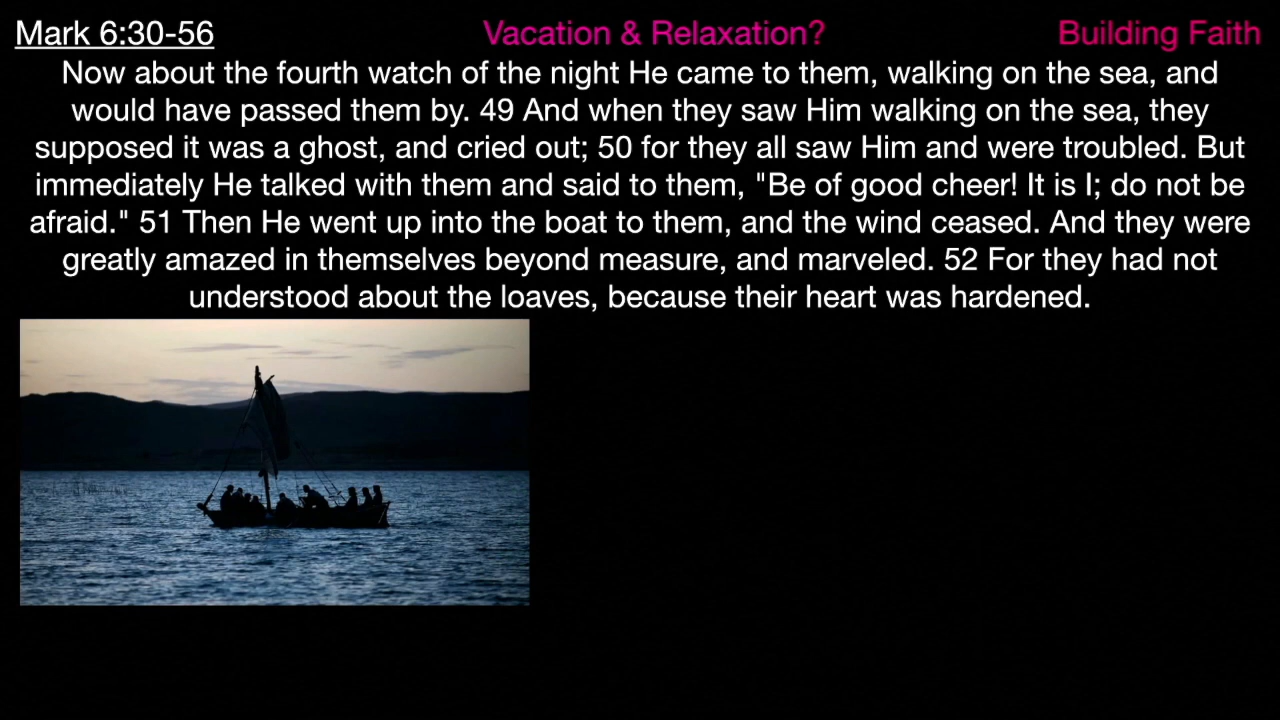 Mark 6:30-56 Vacation & Relaxation? Building Faith
Now about the fourth watch of the night He came to them, walking on the sea, and
would have passed them by. 49 And when they saw Him walking on the sea, they
supposed it was a ghost, and cried out; 50 for they all saw Him and were troubled. But
immediately He talked with them and said to them, "Be of good cheer! It is I; do not be
afraid." 51 Then He went up into the boat to them, and the wind ceased. And they were
greatly amazed in themselves beyond measure, and marveled. 52 For they had not
understood about the loaves, because their heart was hardened.